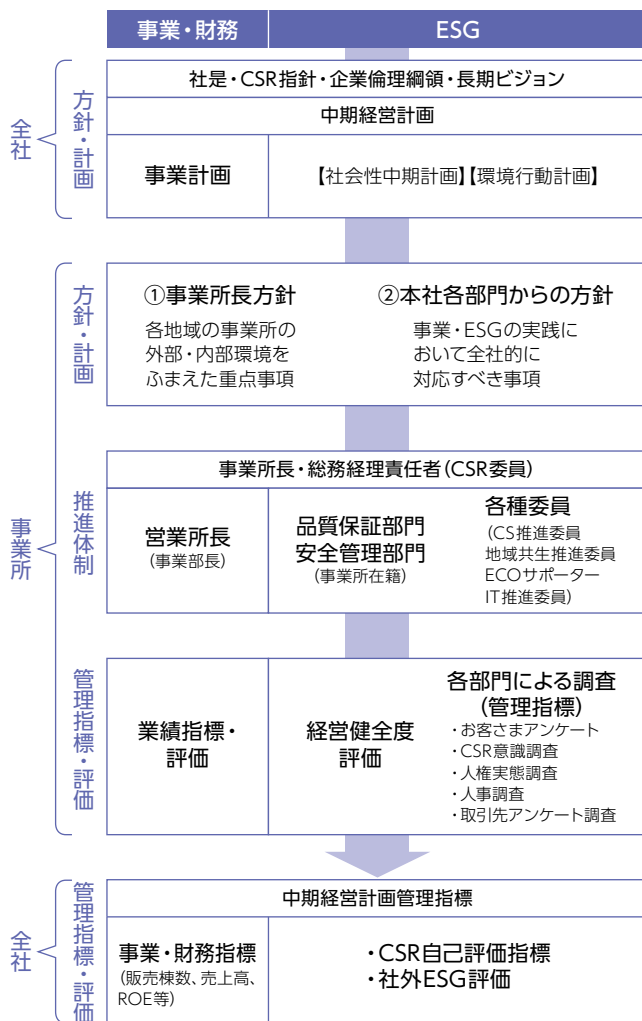 事業・財務
ESG
全社
方針・計画
社是・CSR指針・企業倫理綱領・長期ビジョン
中期経営計画
事業計画
【社会性中期計画】【環境行動計画】
事業所
方針・計画
①事業所長方針
各地域の事業所の
外部・内部環境を
ふまえた重点事項
②本社各部門からの方針
事業・ESGの実践に
おいて全社的に
対応すべき事項
推進体制
事業所長・総務経理責任者(CSR委員)
営業所長
(事業部長)
品質保証部門
安全管理部門
(事業所在籍)
各種委員
(CS推進委員
地域共生推進委員
ECOサポーター
IT推進委員)
管理指標・評価
業績指標・
評価
経営健全度
評価
各部門による調査
(管理指標)
・お客さまアンケート
・CSR意識調査
・人権実態調査
・人事調査
・取引先アンケート調査
全社
管理指標・評価
中期経営計画管理指標
事業・財務指標
(販売棟数、売上高、
ROE等)
・CSR自己評価指標
・社外ESG評価